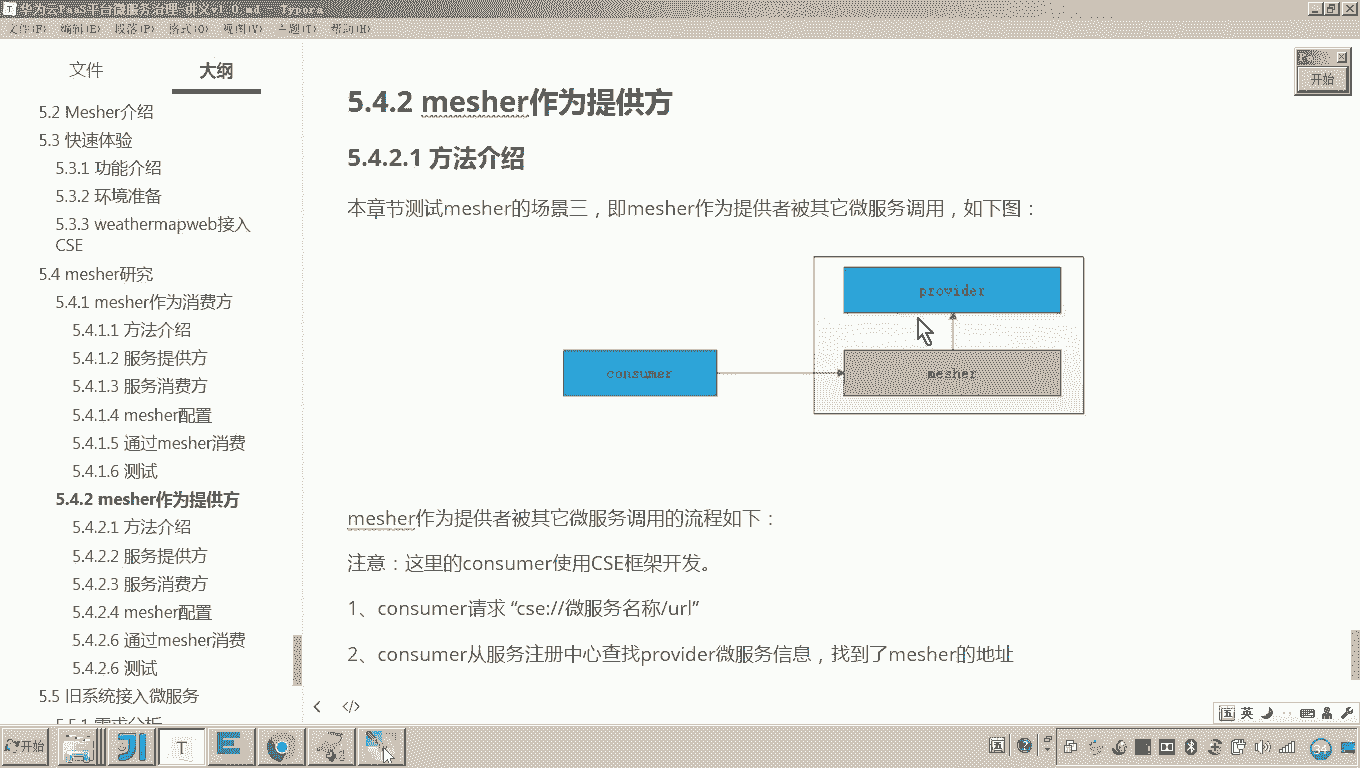 华为云PaaS平台微服务治理-讲义v1.0.md - Typora
文件(F) 编辑(E) 段落(P) 格式(O) 视图(V) 主题(T) 帮助(H)
文件 大纲
5.2 Mesher介绍
5.3 快速体验
5.3.1 功能介绍
5.3.2 环境准备
5.3.3 weathermapweb接入
CSE
5.4 mesher研究
5.4.1 mesher作为消费方
5.4.1.1 方法介绍
5.4.1.2 服务提供方
5.4.1.3 服务消费方
5.4.1.4 mesher配置
5.4.1.5 通过mesher消费
5.4.1.6 测试
5.4.2 mesher作为提供方
5.4.2.1 方法介绍
5.4.2.2 服务提供方
5.4.2.3 服务消费方
5.4.2.4 mesher配置
5.4.2.6 通过mesher消费
5.4.2.6 测试
5.5 旧系统接入微服务
5.5.1 需求分析
5.4.2 mesher作为提供方
5.4.2.1 方法介绍
本章节测试mesher的场景三，即mesher作为提供者被其它微服务调用，如下图：
provider
consumer
mesher
mesher作为提供者被其它微服务调用的流程如下：
注意：这里的consumer使用CSE框架开发。
1、consumer请求 “cse://微服务名称/url”
2、consumer从服务注册中心查找provider微服务信息，找到了mesher的地址
开始
五 英
开始
T
E
五
34